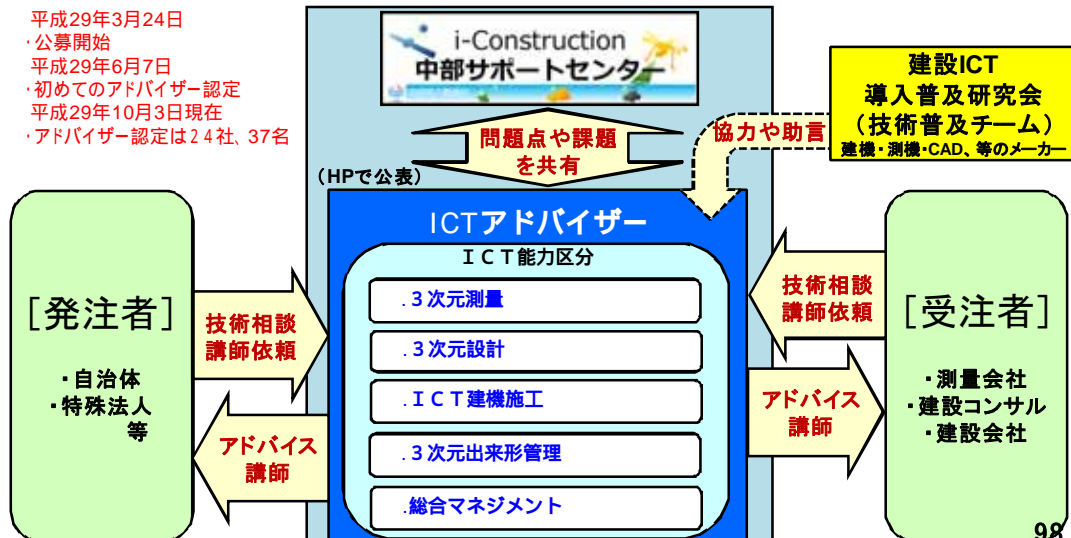 平成29年3月24日
・公募開始
平成29年6月7日
・初めてのアドバイザー認定
平成29年10月3日現在
・アドバイザー認定は24社、37名
i-Construction
中部サポートセンター
建設ICT
導入普及研究会
（技術普及チーム）
建機・測機・CAD、等のメーカー
問題点や課題
を共有
協力や助言
（HPで公表）
ICTアドバイザー
ＩＣＴ能力区分
.３次元測量
.３次元設計
.ＩＣＴ建機施工
.３次元出来形管理
.総合マネジメント
［発注者］
・自治体
・特殊法人
等
技術相談
講師依頼
アドバイス
講師
技術相談
講師依頼
アドバイス
講師
［受注者］
・測量会社
・建設コンサル
・建設会社
98